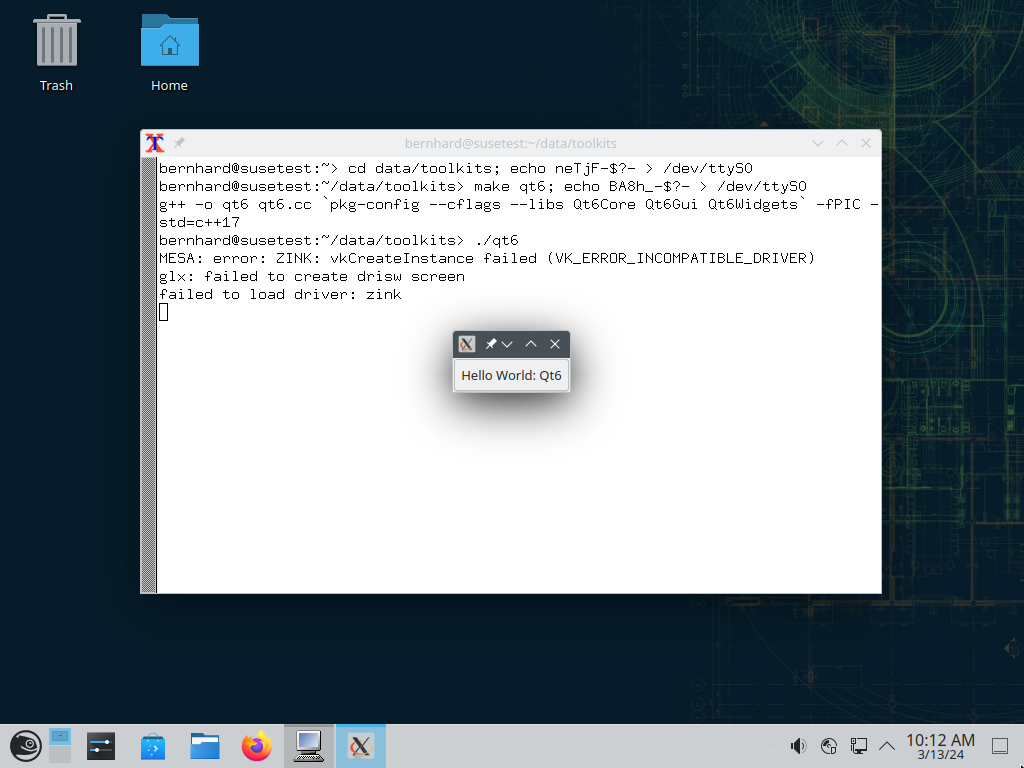 Trash
Home
bernhard@susetest:~/data/toolkits
bernhard@susetest:~> cd data/toolkits; echo neTjF-$?- > /dev/ttyS0
bernhard@susetest:~/data/toolkits> make qt6; echo BA8h_-$?- > /dev/ttyS0
g++ -o qt6 qt6.cc `pkg-config --cflags --libs Qt6Core Qt6Gui Qt6Widgets` -fPIC -
std=c++17
bernhard@susetest:~/data/toolkits> ./qt6
MESA: error: ZINK: vkCreateInstance failed (VK_ERROR_INCOMPATIBLE_DRIVER)
glx: failed to create drisw screen
failed to load driver: zink
Hello World: Qt6
10:12 AM
3/13/24